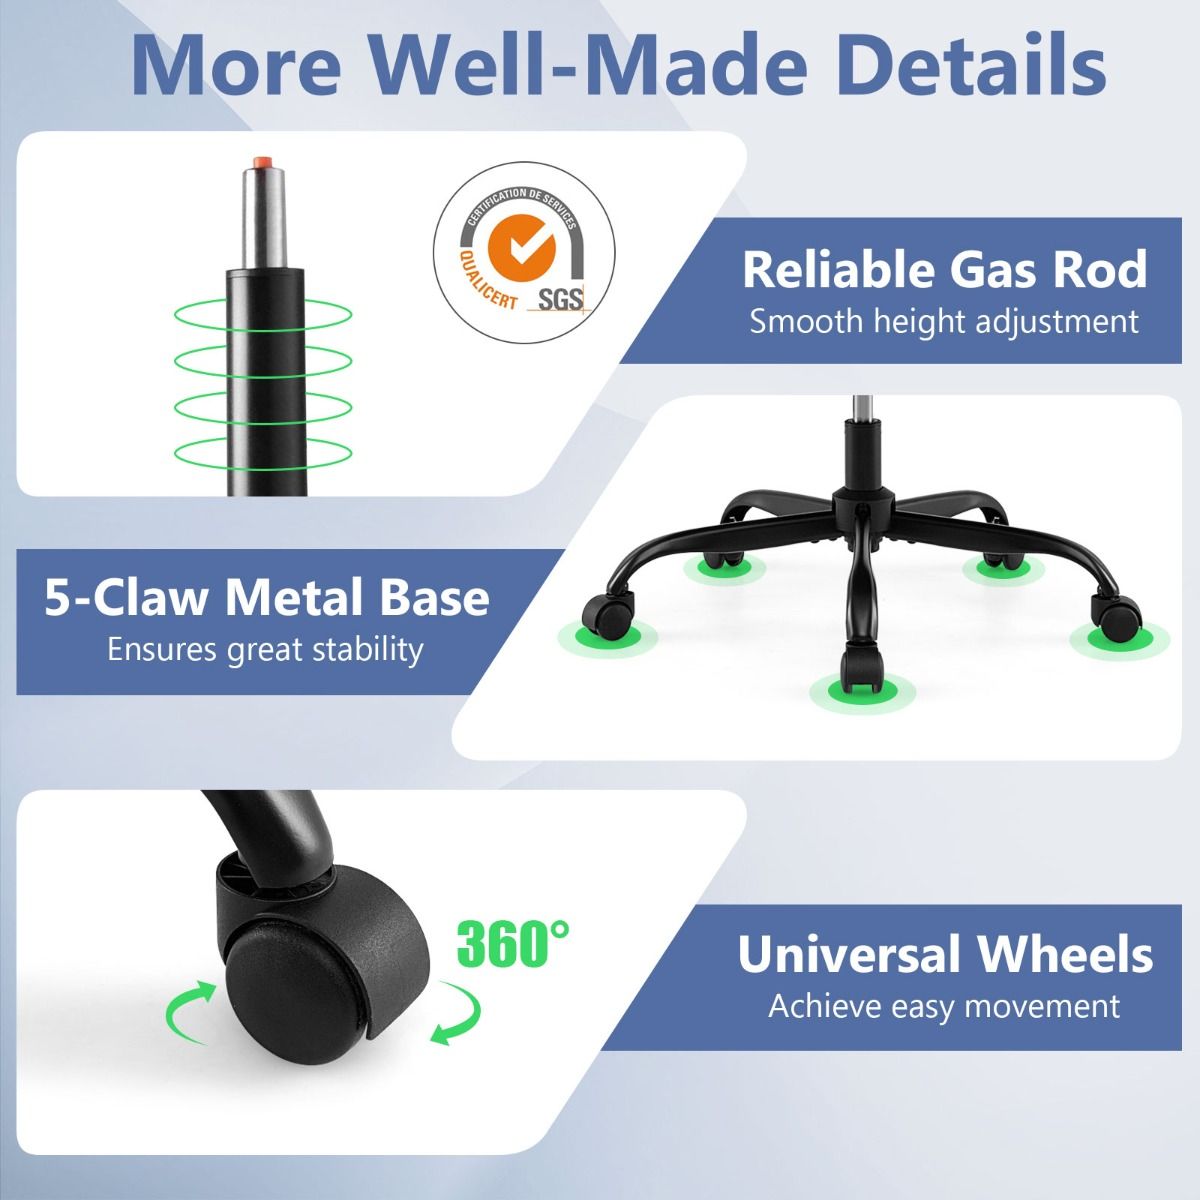 More Well-Made Details
CERTIFICATION DE SERVICES
QUALICERT
SGS
Reliable Gas Rod
Smooth height adjustment
5-Claw Metal Base
Ensures great stability
360°
Universal Wheels
Achieve easy movement